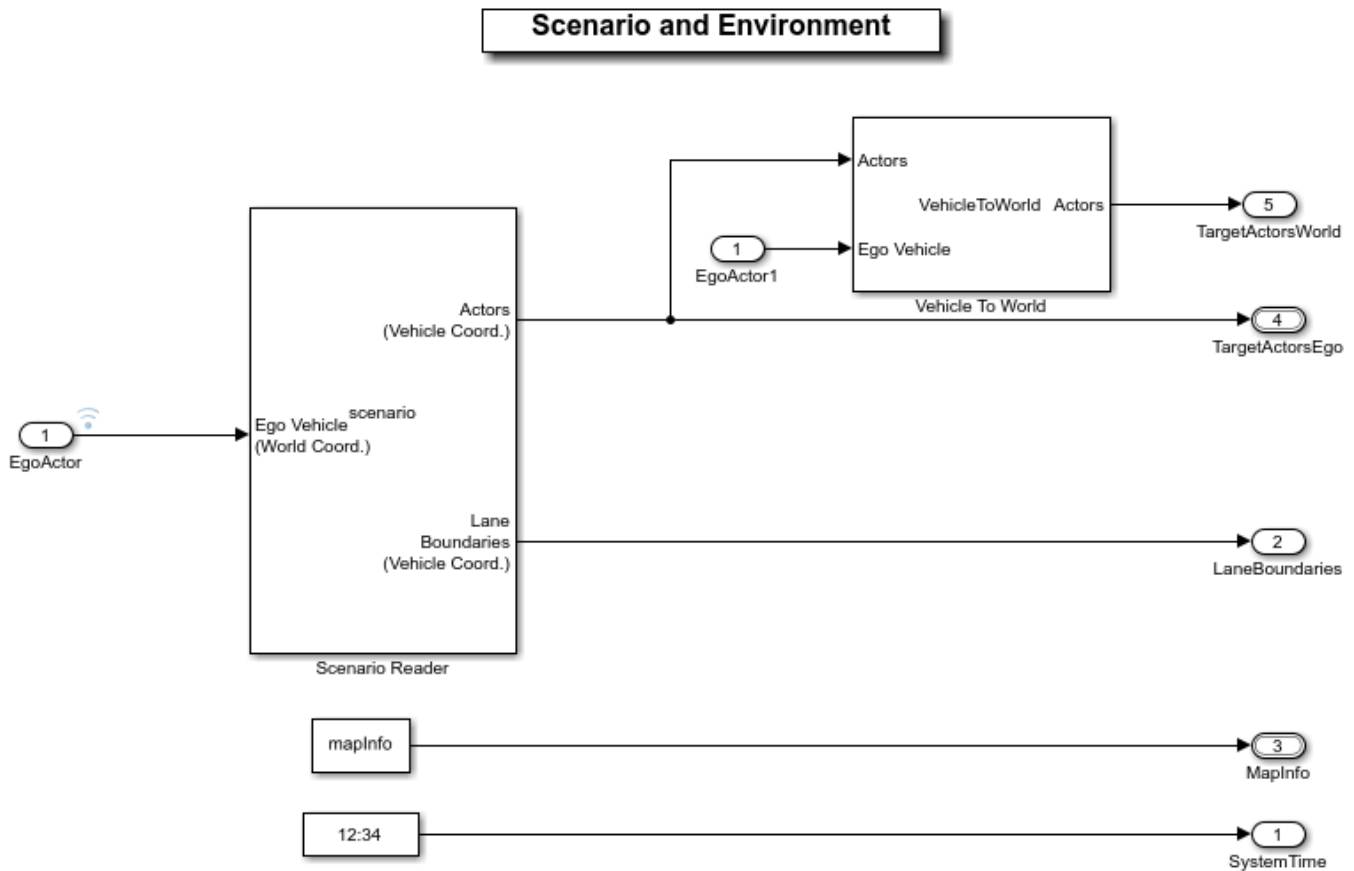 Scenario and Environment
Actors
VehicleToWorld Actors
Ego Vehicle
Vehicle To World
1
EgoActor1
5
TargetActorsWorld
4
TargetActorsEgo
Actors
(Vehicle Coord.)
scenario
Ego Vehicle
(World Coord.)
1
EgoActor
Lane
Boundaries
(Vehicle Coord.)
Scenario Reader
2
LaneBoundaries
mapInfo
3
MapInfo
12:34
1
SystemTime